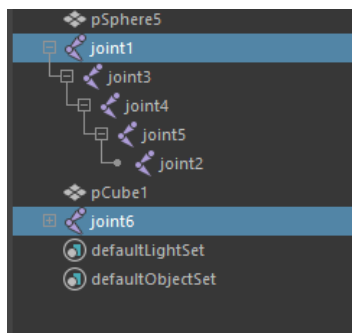 pSphere5
joint1
joint3
joint4
joint5
joint2
pCube1
joint6
defaultLightSet
defaultObjectSet